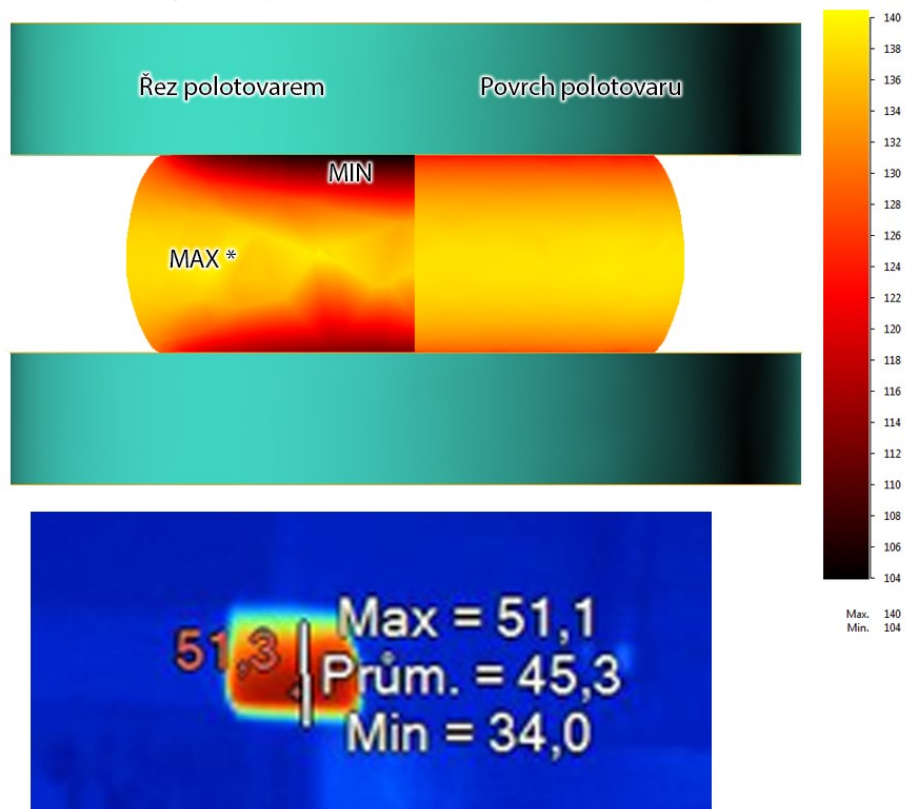 Řez polotovarem
Povrch polotovaru
MIN
MAX *
140
138
136
134
132
130
128
126
124
122
120
118
116
114
112
110
108
106
104
Max. 140
Min. 104
51,3
Max = 51,1
Prům. = 45,3
Min = 34,0